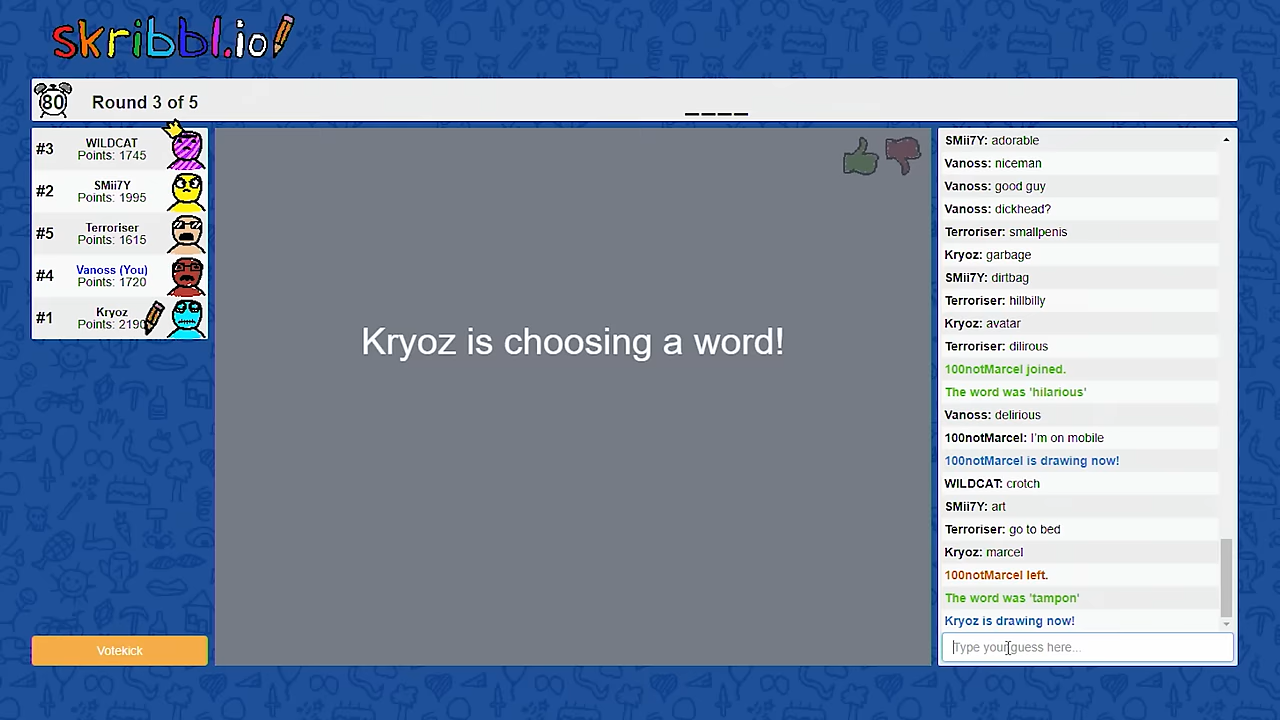 skribbl.io
80
Round 3 of 5
_ _ _ _
#3
WILDCAT
Points: 1745
#2
SMii7Y
Points: 1995
#5
Terroriser
Points: 1615
#4
Vanoss (You)
Points: 1720
#1
Kryoz
Points: 2190
Votekick
Kryoz is choosing a word!
SMii7Y: adorable
Vanoss: niceman
Vanoss: good guy
Vanoss: dickhead?
Terroriser: smallpenis
Kryoz: garbage
SMii7Y: dirtbag
Terroriser: hillbilly
Kryoz: avatar
Terroriser: dilirous
100notMarcel joined.
The word was 'hilarious'
Vanoss: delirious
100notMarcel: I'm on mobile
100notMarcel is drawing now!
WILDCAT: crotch
SMii7Y: art
Terroriser: go to bed
Kryoz: marcel
100notMarcel left.
The word was 'tampon'
Kryoz is drawing now!
Type your guess here...